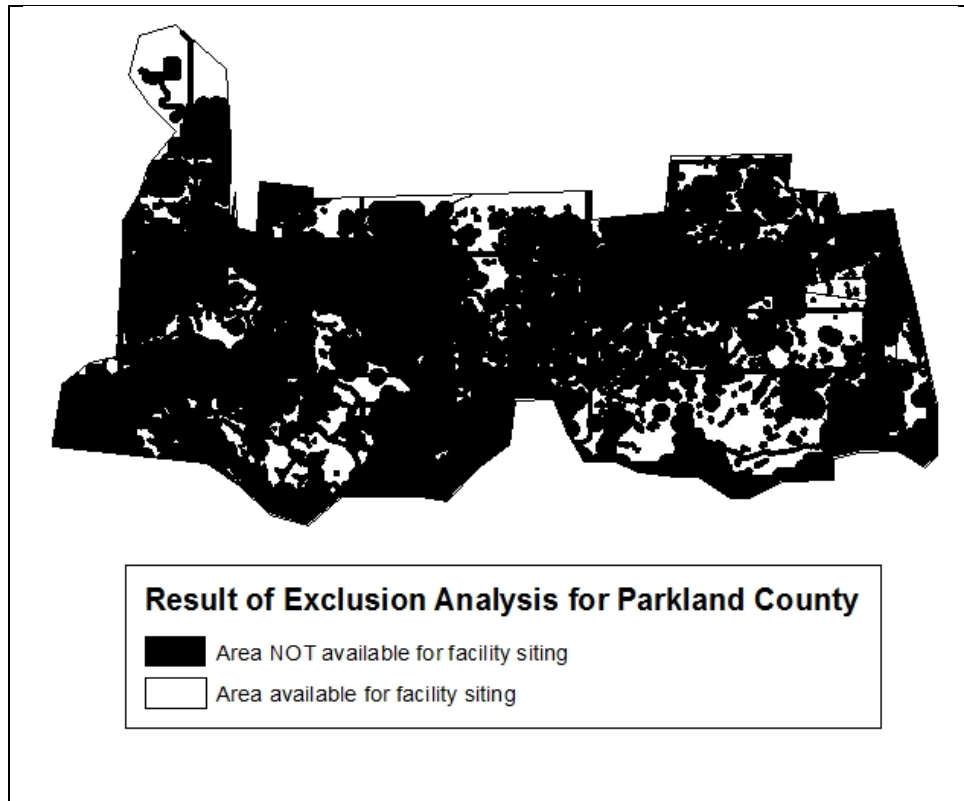 Result of Exclusion Analysis for Parkland County
Area NOT available for facility siting
Area available for facility siting